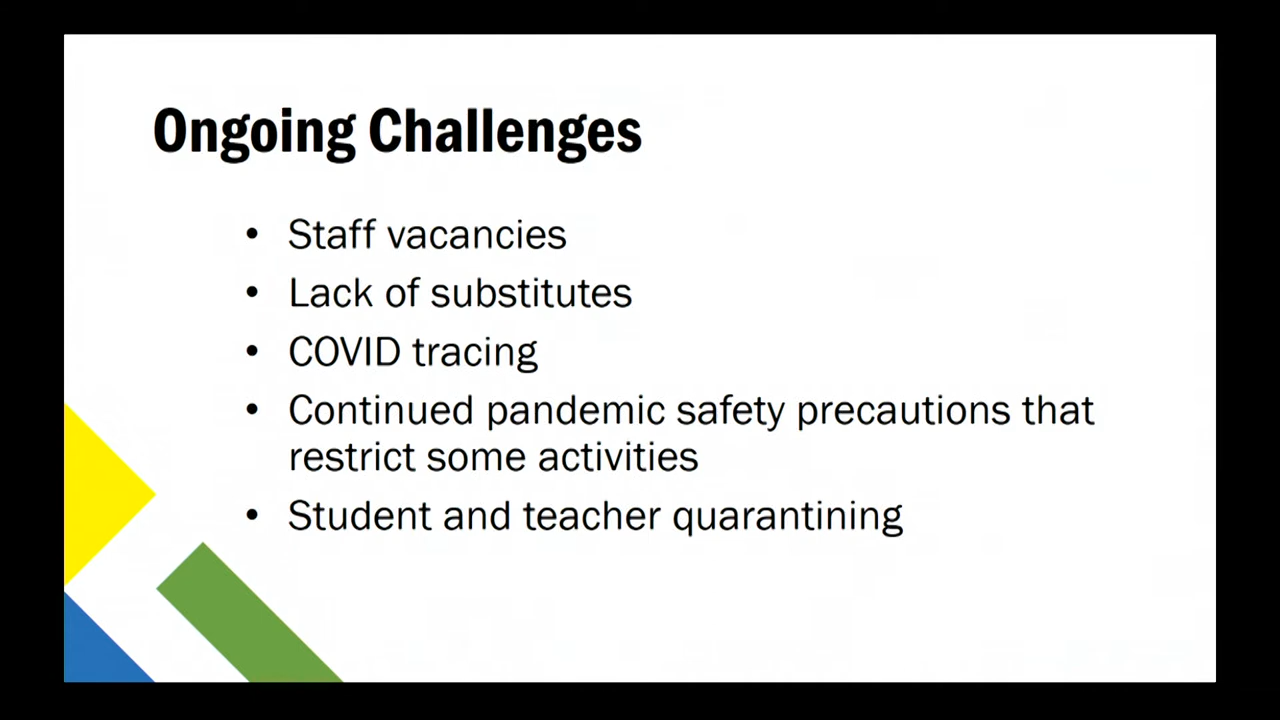 Ongoing Challenges
• Staff vacancies
• Lack of substitutes
• COVID tracing
• Continued pandemic safety precautions that
restrict some activities
• Student and teacher quarantining